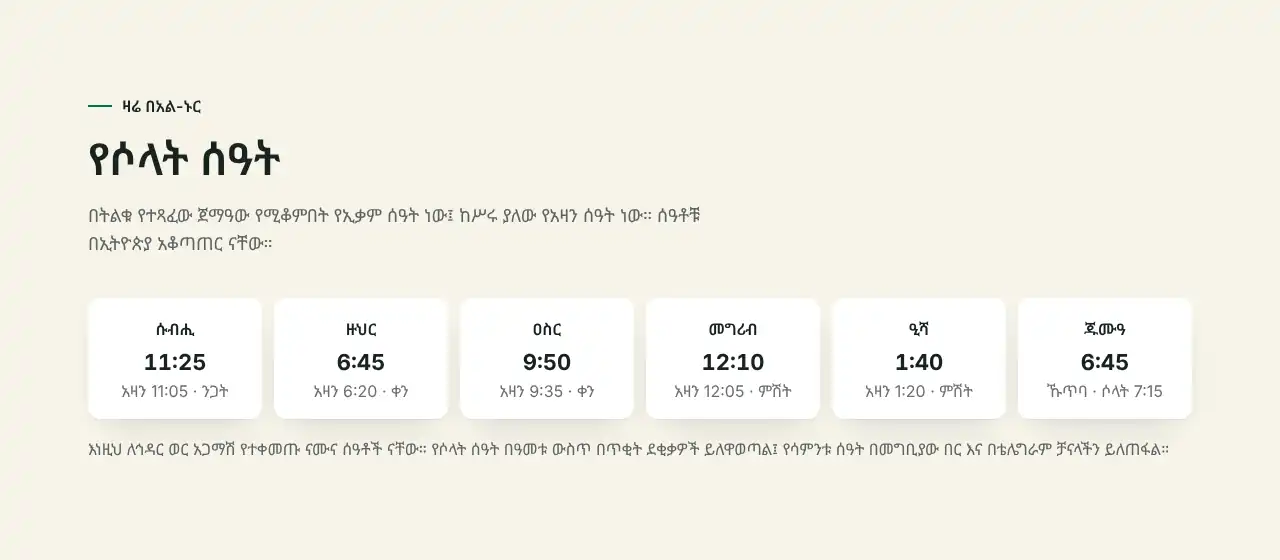 ዛሬ በአል-ኑር
የሶላት ሰዓት
በትልቁ የተጻፈው ጀማዓው የሚቆምበት የኢቃም ሰዓት ነው፤ ከሥሩ ያለው የአዛን ሰዓት ነው። ሰዓቶቹ
በኢትዮጵያ አቆጣጠር ናቸው።
ሱብሒ
11:25
አዛን 11:05 · ንጋት
ዙህር
6:45
አዛን 6:20 · ቀን
ዐስር
9:50
አዛን 9:35 · ቀን
መግሪብ
12:10
አዛን 12:05 · ምሽት
ዒሻ
1:40
አዛን 1:20 · ምሽት
ጁሙዓ
6:45
ኹጥባ · ሶላት 7:15
እነዚህ ለኅዳር ወር አጋማሽ የተቀመጡ ናሙና ሰዓቶች ናቸው። የሶላት ሰዓት በዓመቱ ውስጥ በጥቂት ደቂቃዎች ይለዋወጣል፤ የሳምንቱ ሰዓት በመግቢያው በር እና በቴሌግራም ቻናላችን ይለጠፋል።